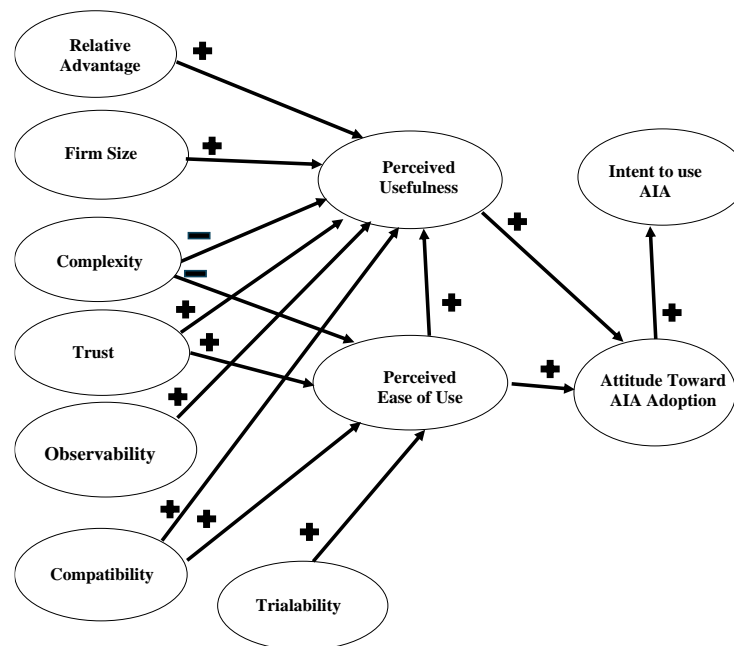 Relative
Advantage
Firm Size
Perceived
Usefulness
Intent to use
AIA
Complexity
Trust
Perceived
Ease of Use
Attitude Toward
AIA Adoption
Observability
Compatibility
Trialability